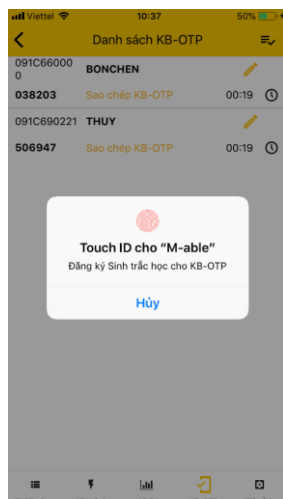 Viettel 10:37 50%
Danh sách KB-OTP
091C66000
0
BONCHEN
038203 Sao chép KB-OTP 00:19
091C690221 THUY
506947 Sao chép KB-OTP 00:19
Touch ID cho "M-able"
Đăng ký Sinh trắc học cho KB-OTP
Hủy